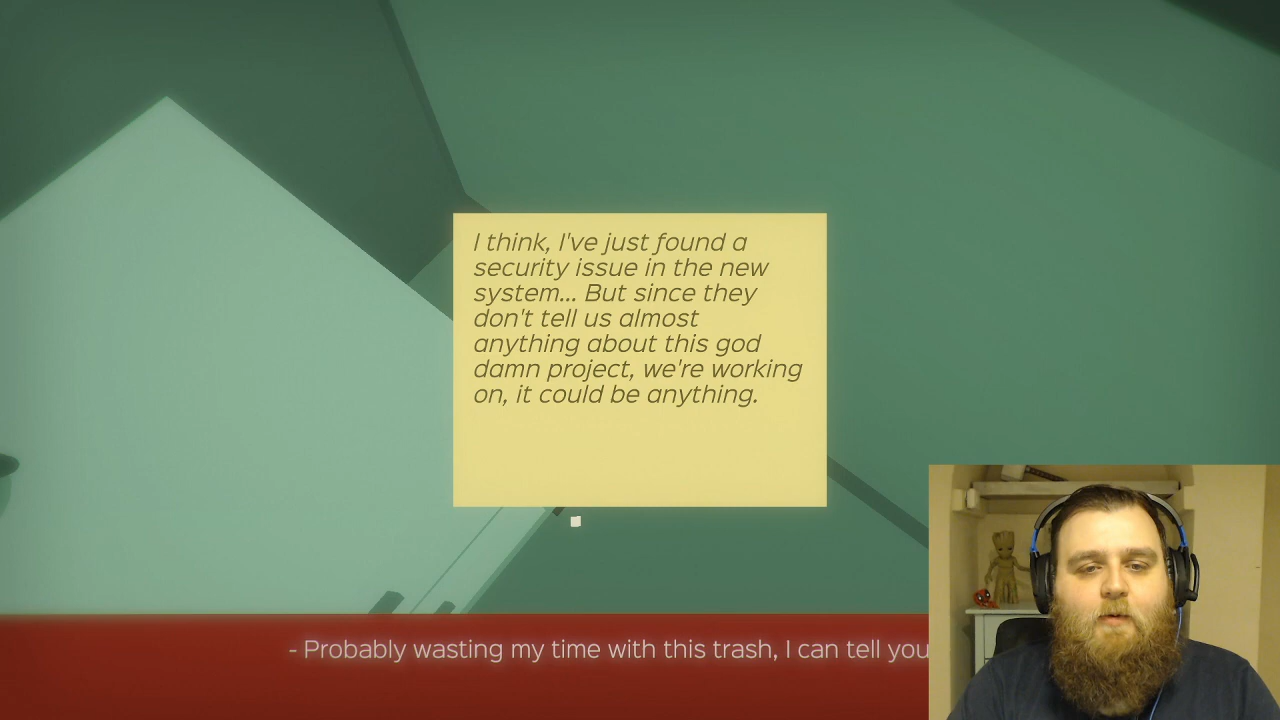 I think, I've just found a
security issue in the new
system... But since they
don't tell us almost
anything about this god
damn project, we're working
on, it could be anything.
- Probably wasting my time with this trash, I can tell you